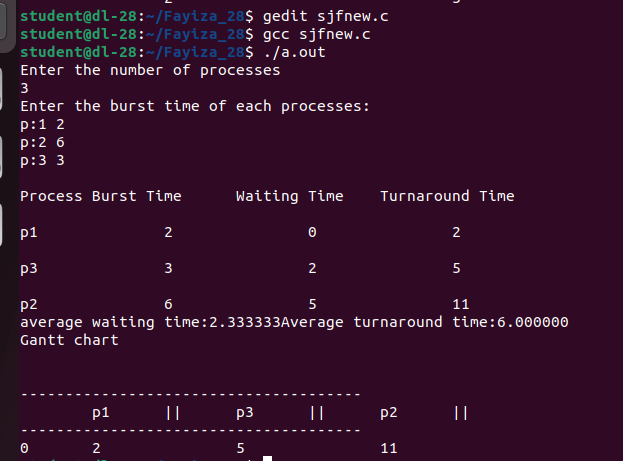 student@dl-28:~/Fayiza_28$ gedit sjfnew.c
student@dl-28:~/Fayiza_28$ gcc sjfnew.c
student@dl-28:~/Fayiza_28$ ./a.out
Enter the number of processes
3
Enter the burst time of each processes:
p:1 2
p:2 6
p:3 3
Process Burst Time      Waiting Time    Turnaround Time
p1              2               0               2
p3              3               2               5
p2              6               5               11
average waiting time:2.333333Average turnaround time:6.000000
Gantt chart
--------------------------------------
        p1      ||      p3      ||      p2      ||
--------------------------------------
0       2               5               11